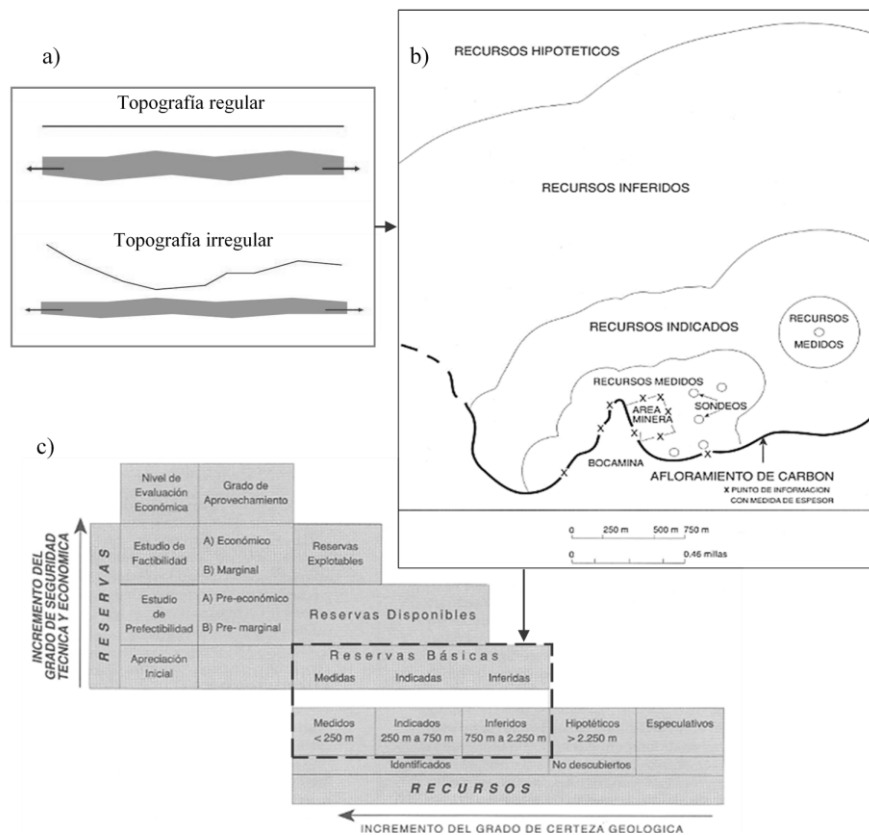 a)
Topografía regular
Topografía irregular
b)
RECURSOS HIPOTETICOS
RECURSOS INFERIDOS
RECURSOS INDICADOS
RECURSOS
MEDIDOS
RECURSOS MEDIDOS
AREA
MINERA
SONDEOS
BOCAMINA
AFLORAMIENTO DE CARBON
X PUNTO DE INFORMACION
CON MEDIDA DE ESPESOR
0 250 m 500 m 750 m
0 0.46 millas
c)
INCREMENTO DEL
GRADO DE SEGURIDAD
TECNICA Y ECONOMICA
RESERVAS
Nivel de
Evaluación
Económica
Grado de
Aprovechamiento
Estudio de
Factibilidad
A) Económico
B) Marginal
Reservas
Explotables
Estudio
de
Prefectibilidad
A) Pre-económico
B) Pre- marginal
Reservas Disponibles
Apreciación
Inicial
Reservas Básicas
Medidas Indicadas Inferidas
Medidos
< 250 m
Indicados
250 m a 750 m
Inferidos
750 m a 2.250 m
Hipotéticos
> 2.250 m
Especulativos
Identificados
No descubiertos
RECURSOS
INCREMENTO DEL GRADO DE CERTEZA GEOLOGICA